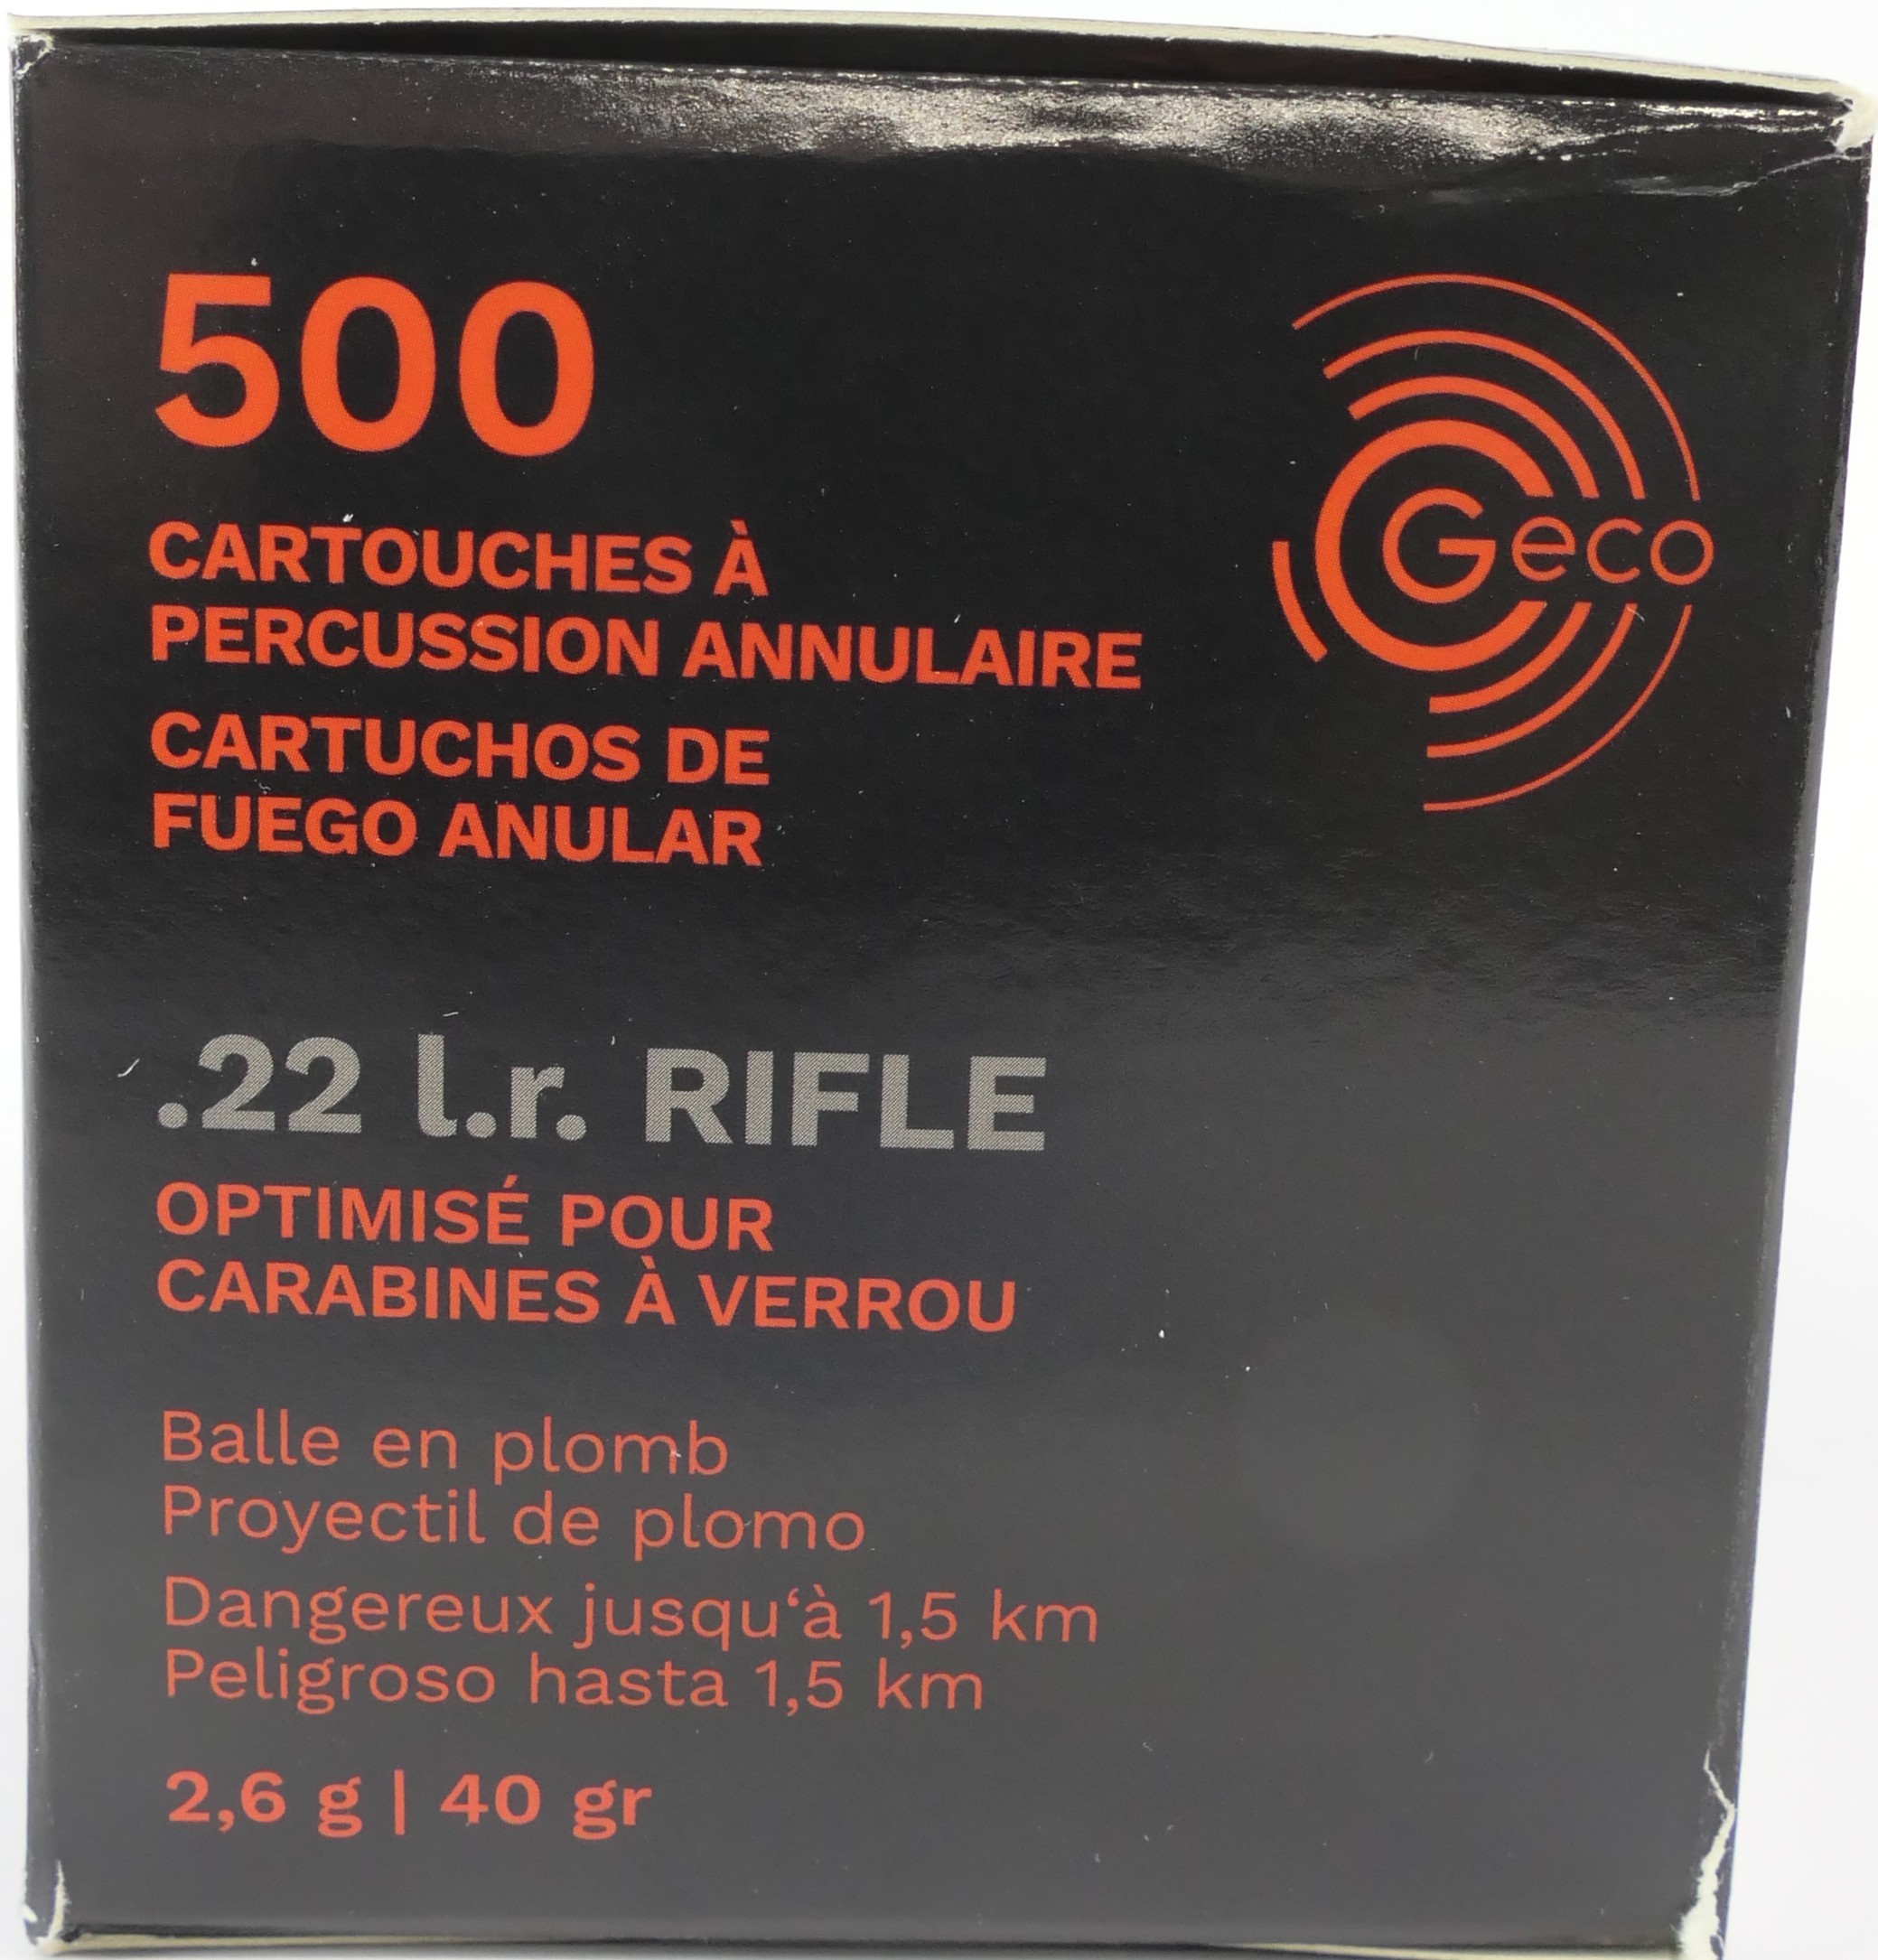 500
CARTOUCHES À
PERCUSSION ANNULAIRE
CARTUCHOS DE
FUEGO ANULAR
Geco
.22 l.r. RIFLE
OPTIMISÉ POUR
CARABINES À VERROU
Balle en plomb
Proyectil de plomo
Dangereux jusqu‘à 1,5 km
Peligroso hasta 1,5 km
2,6 g | 40 gr